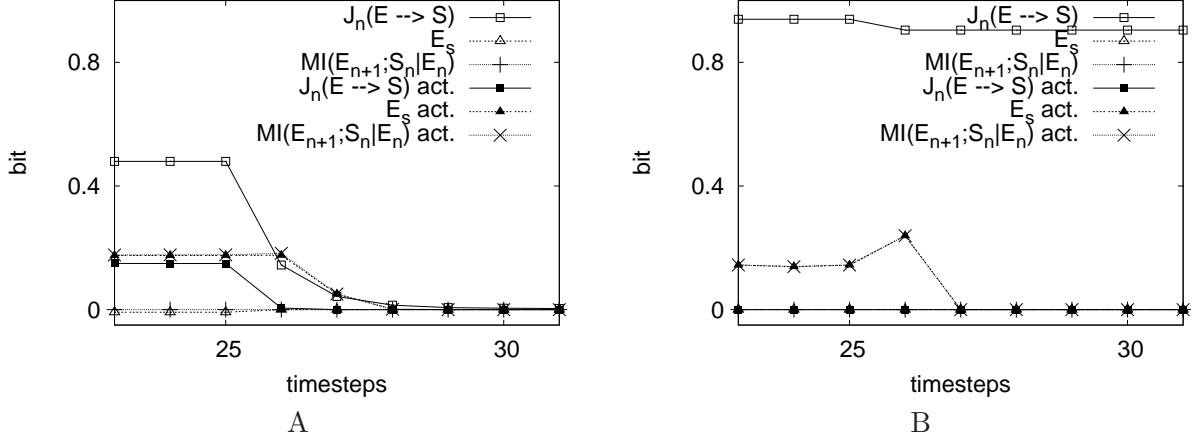 J_n(E --> S)
E_s
MI(E_{n+1};S_n|E_n)
J_n(E --> S) act.
E_s act.
MI(E_{n+1};S_n|E_n) act.
0.8
0.4
0
bit
25
30
timesteps
A
J_n(E --> S)
E_s
MI(E_{n+1};S_n|E_n)
J_n(E --> S) act.
E_s act.
MI(E_{n+1};S_n|E_n) act.
0.8
0.4
0
bit
25
30
timesteps
B